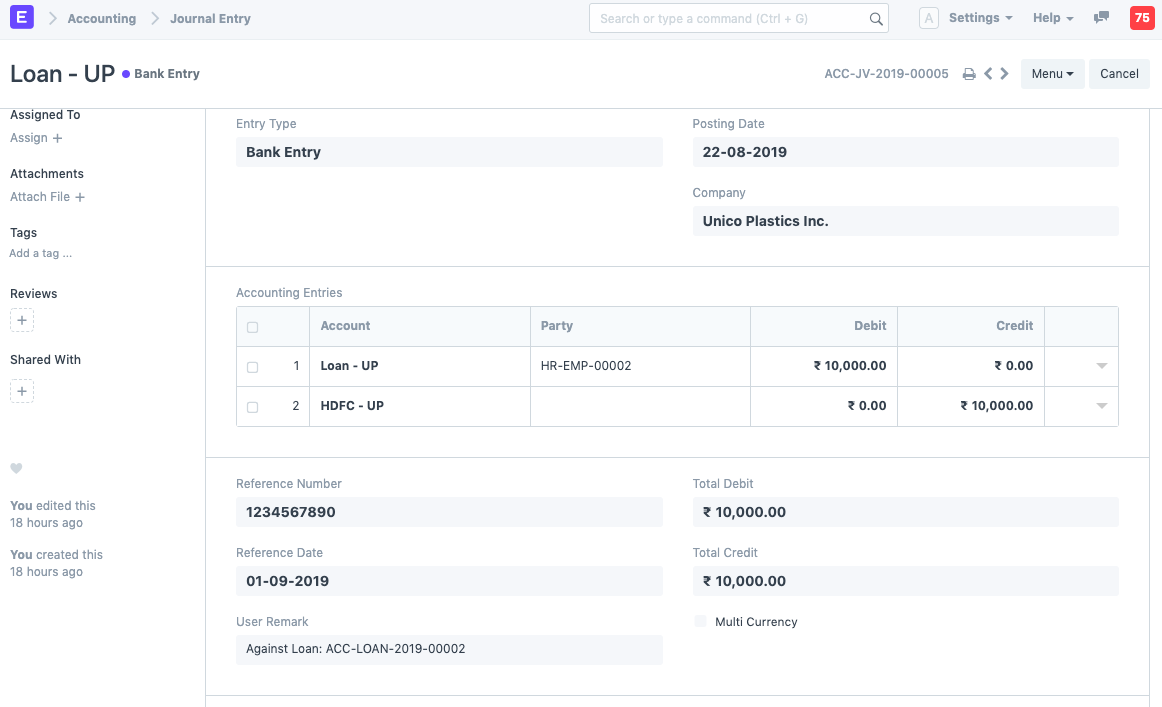 E Accounting Journal Entry Search or type a command (Ctrl + G) A Settings Help 75
Loan - UP Bank Entry ACC-JV-2019-00005 Menu Cancel
Assigned To
Assign +
Attachments
Attach File +
Tags
Add a tag ...
Reviews
+
Shared With
+
You edited this
18 hours ago
You created this
18 hours ago
Entry Type
Bank Entry
Posting Date
22-08-2019
Company
Unico Plastics Inc.
Accounting Entries
Account Party Debit Credit
1 Loan - UP HR-EMP-00002 ₹ 10,000.00 ₹ 0.00
2 HDFC - UP ₹ 0.00 ₹ 10,000.00
Reference Number
1234567890
Reference Date
01-09-2019
User Remark
Against Loan: ACC-LOAN-2019-00002
Total Debit
₹ 10,000.00
Total Credit
₹ 10,000.00
Multi Currency